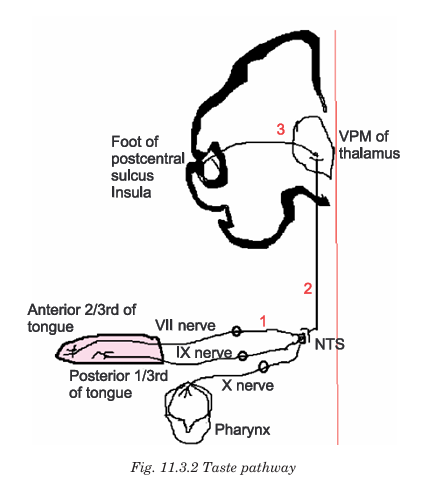 3
Foot of
postcentral
sulcus
Insula
VPM of
thalamus
2
Anterior 2/3rd of
tongue
VII nerve
1
IX nerve
NTS
Posterior 1/3rd
of tongue
X nerve
Pharynx
Fig. 11.3.2 Taste pathway